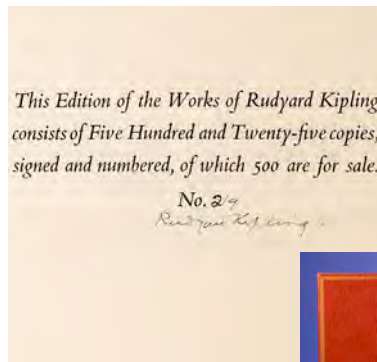 This Edition of the Works of Rudyard Kipling
consists of Five Hundred and Twenty-five copies,
signed and numbered, of which 500 are for sale.
No.
Rudyard Kipling